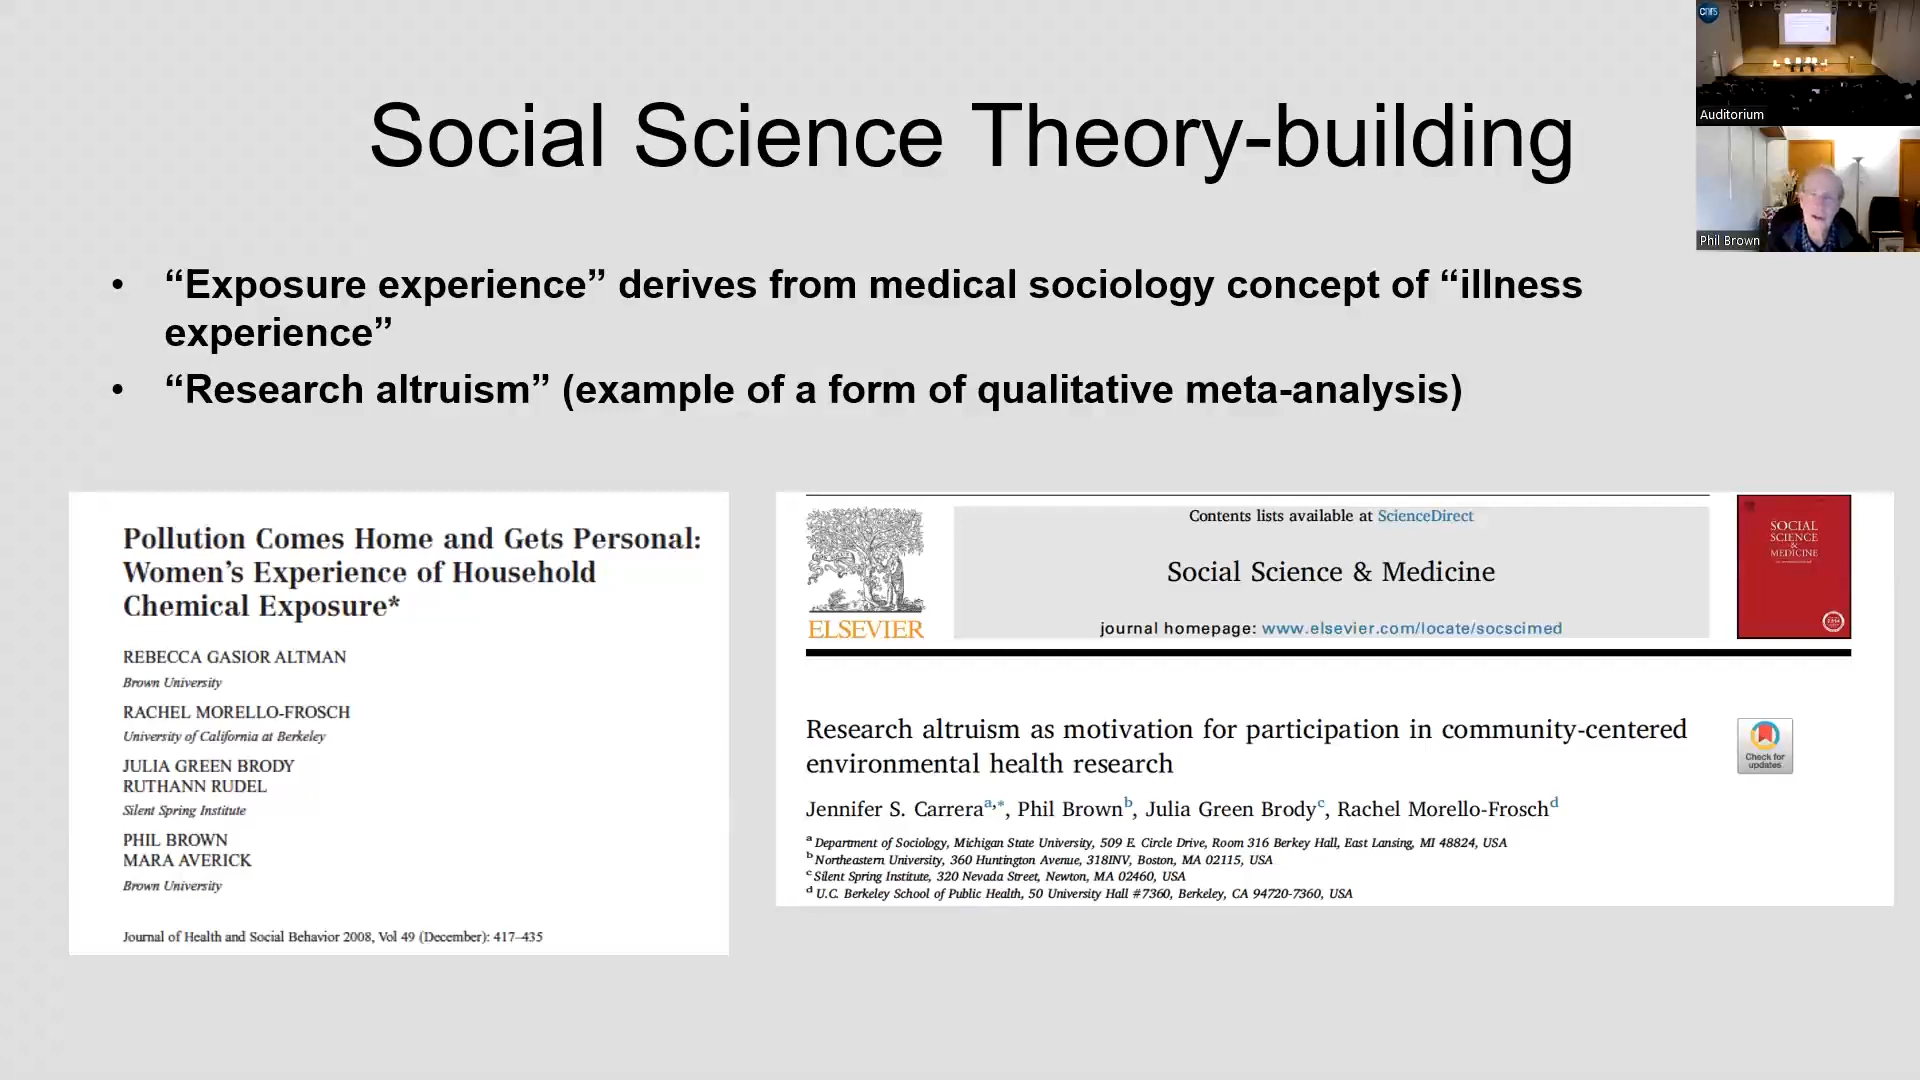 Social Science Theory-building
• “Exposure experience” derives from medical sociology concept of “illness
experience”
• “Research altruism” (example of a form of qualitative meta-analysis)
Pollution Comes Home and Gets Personal:
Women’s Experience of Household
Chemical Exposure*
REBECCA GASIOR ALTMAN
Brown University
RACHEL MORELLO-FROSCH
University of California at Berkeley
JULIA GREEN BRODY
RUTHANN RUDEL
Silent Spring Institute
PHIL BROWN
MARA AVERICK
Brown University
Journal of Health and Social Behavior 2008, Vol 49 (December): 417–435
ELSEVIER
Contents lists available at ScienceDirect
Social Science & Medicine
journal homepage: www.elsevier.com/locate/socscimed
SOCIAL
SCIENCE
&
MEDICINE
Research altruism as motivation for participation in community-centered
environmental health research
Check for
updates
Jennifer S. Carrera a,*, Phil Brown b, Julia Green Brody c, Rachel Morello-Frosch d
a Department of Sociology, Michigan State University, 509 E. Circle Drive, Room 316 Berkey Hall, East Lansing, MI 48824, USA
b Northeastern University, 360 Huntington Avenue, 318INV, Boston, MA 02115, USA
c Silent Spring Institute, 320 Nevada Street, Newton, MA 02460, USA
d U.C. Berkeley School of Public Health, 50 University Hall #7360, Berkeley, CA 94720-7360, USA
cnrs
Auditorium
Phil Brown